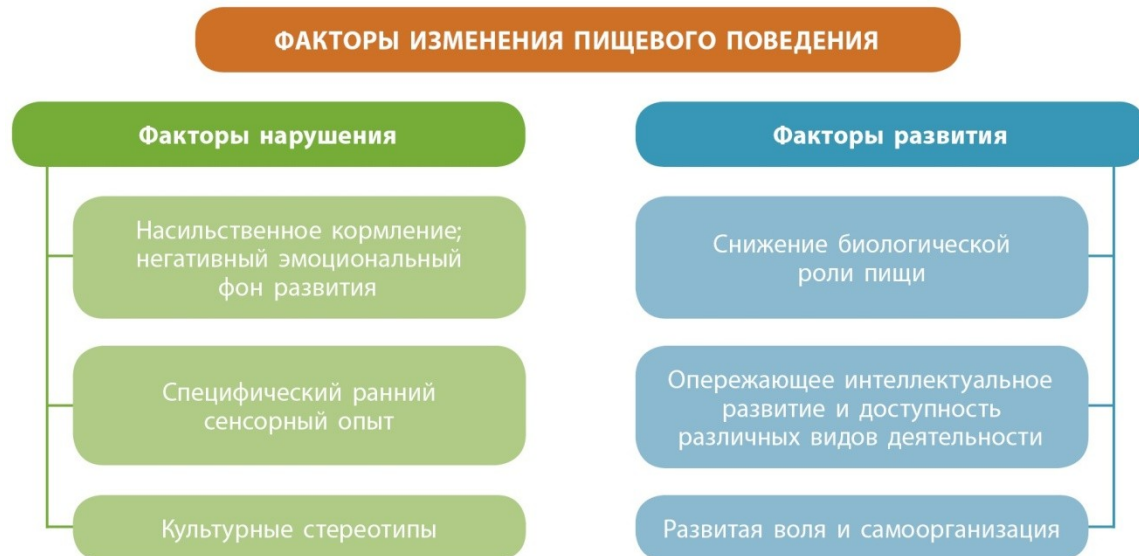 ФАКТОРЫ ИЗМЕНЕНИЯ ПИЩЕВОГО ПОВЕДЕНИЯ
Факторы нарушения
Насильственное кормление;
негативный эмоциональный
фон развития
Специфический ранний
сенсорный опыт
Культурные стереотипы
Факторы развития
Снижение биологической
роли пищи
Опережающее интеллектуальное
развитие и доступность
различных видов деятельности
Развитая воля и самоорганизация